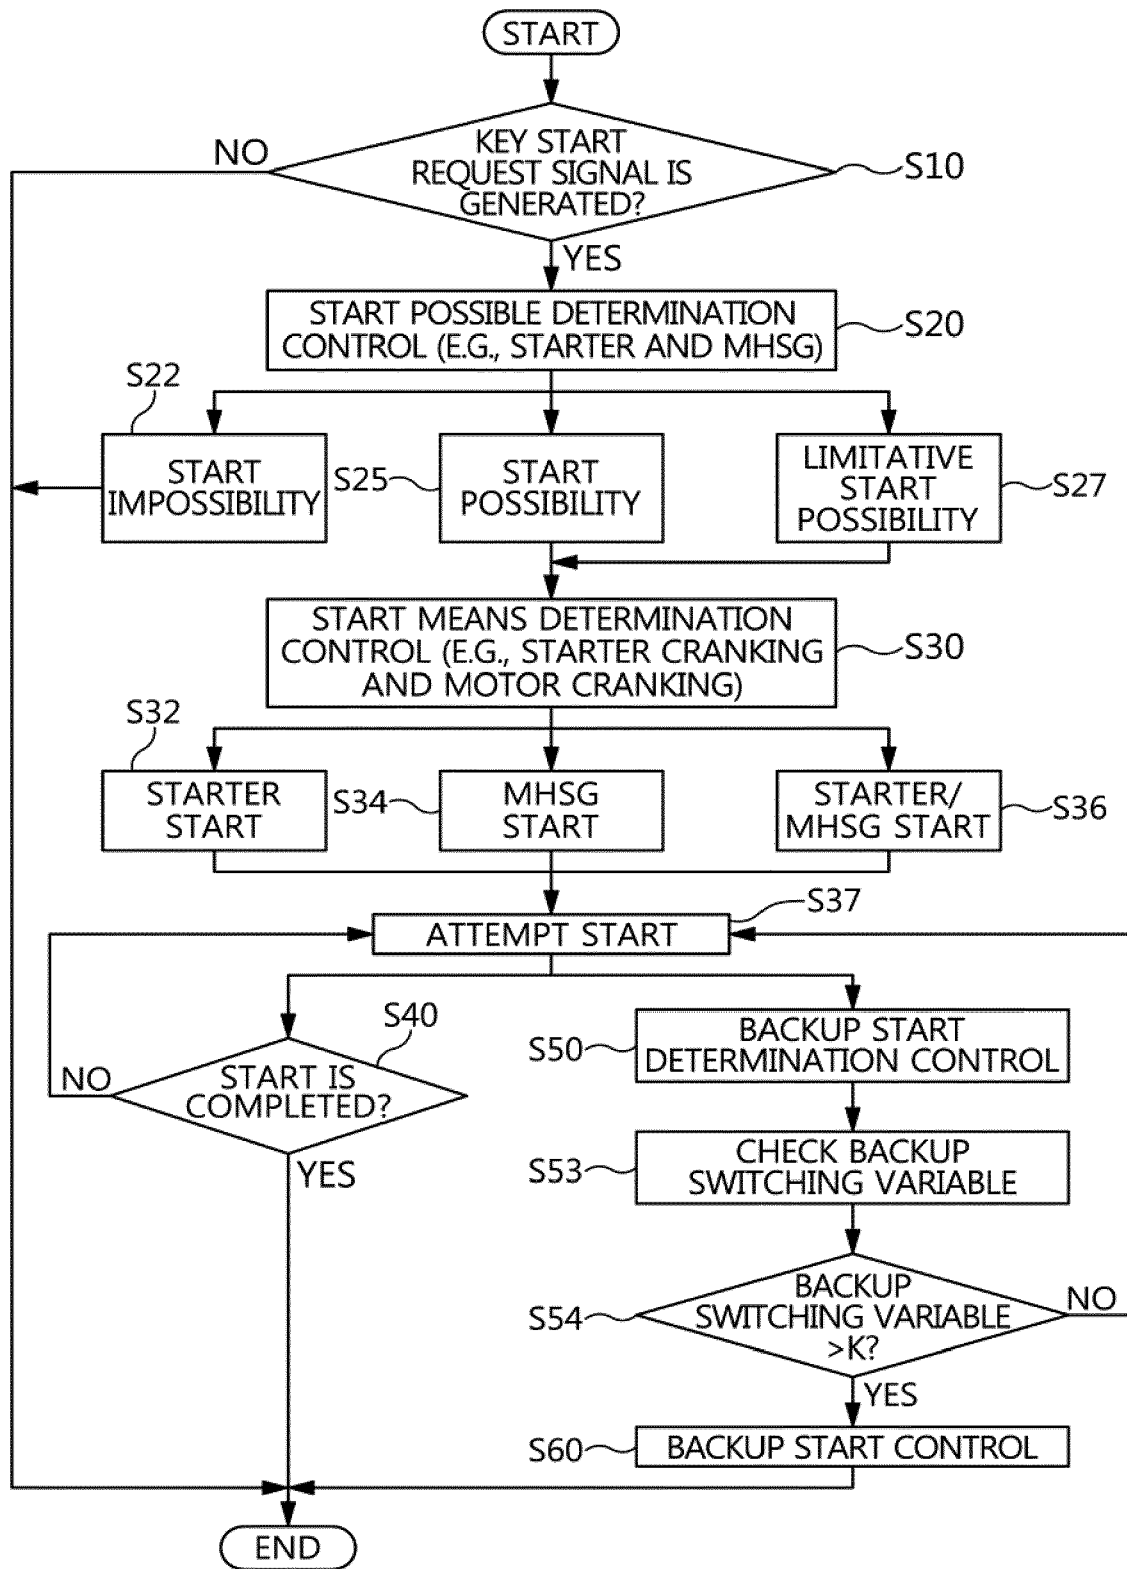 START
KEY START
REQUEST SIGNAL IS
GENERATED?
NO
S10
YES
START POSSIBLE DETERMINATION
CONTROL (E.G., STARTER AND MHSG)
S20
S22
START
IMPOSSIBILITY
S25
START
POSSIBILITY
LIMITATIVE
START
POSSIBILITY
S27
START MEANS DETERMINATION
CONTROL (E.G., STARTER CRANKING
AND MOTOR CRANKING)
S30
S32
STARTER
START
S34
MHSG
START
STARTER/
MHSG START
S36
S37
ATTEMPT START
S40
START IS
COMPLETED?
NO
YES
S50
BACKUP START
DETERMINATION CONTROL
S53
CHECK BACKUP
SWITCHING VARIABLE
S54
BACKUP
SWITCHING VARIABLE
>K?
NO
YES
S60
BACKUP START CONTROL
END